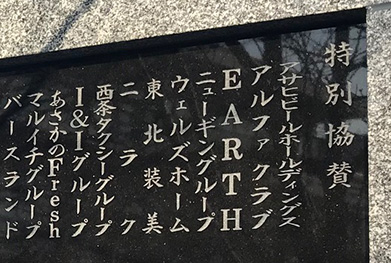 特別協賛
アサヒビールホールディングス
アルファクラブ
EARTH
ニューギングループ
ウェルズホーム
東北装美
ニラク
西条タクシーグループ
I&Iグループ
あさかのFresh
マルイチグループ
バースランド